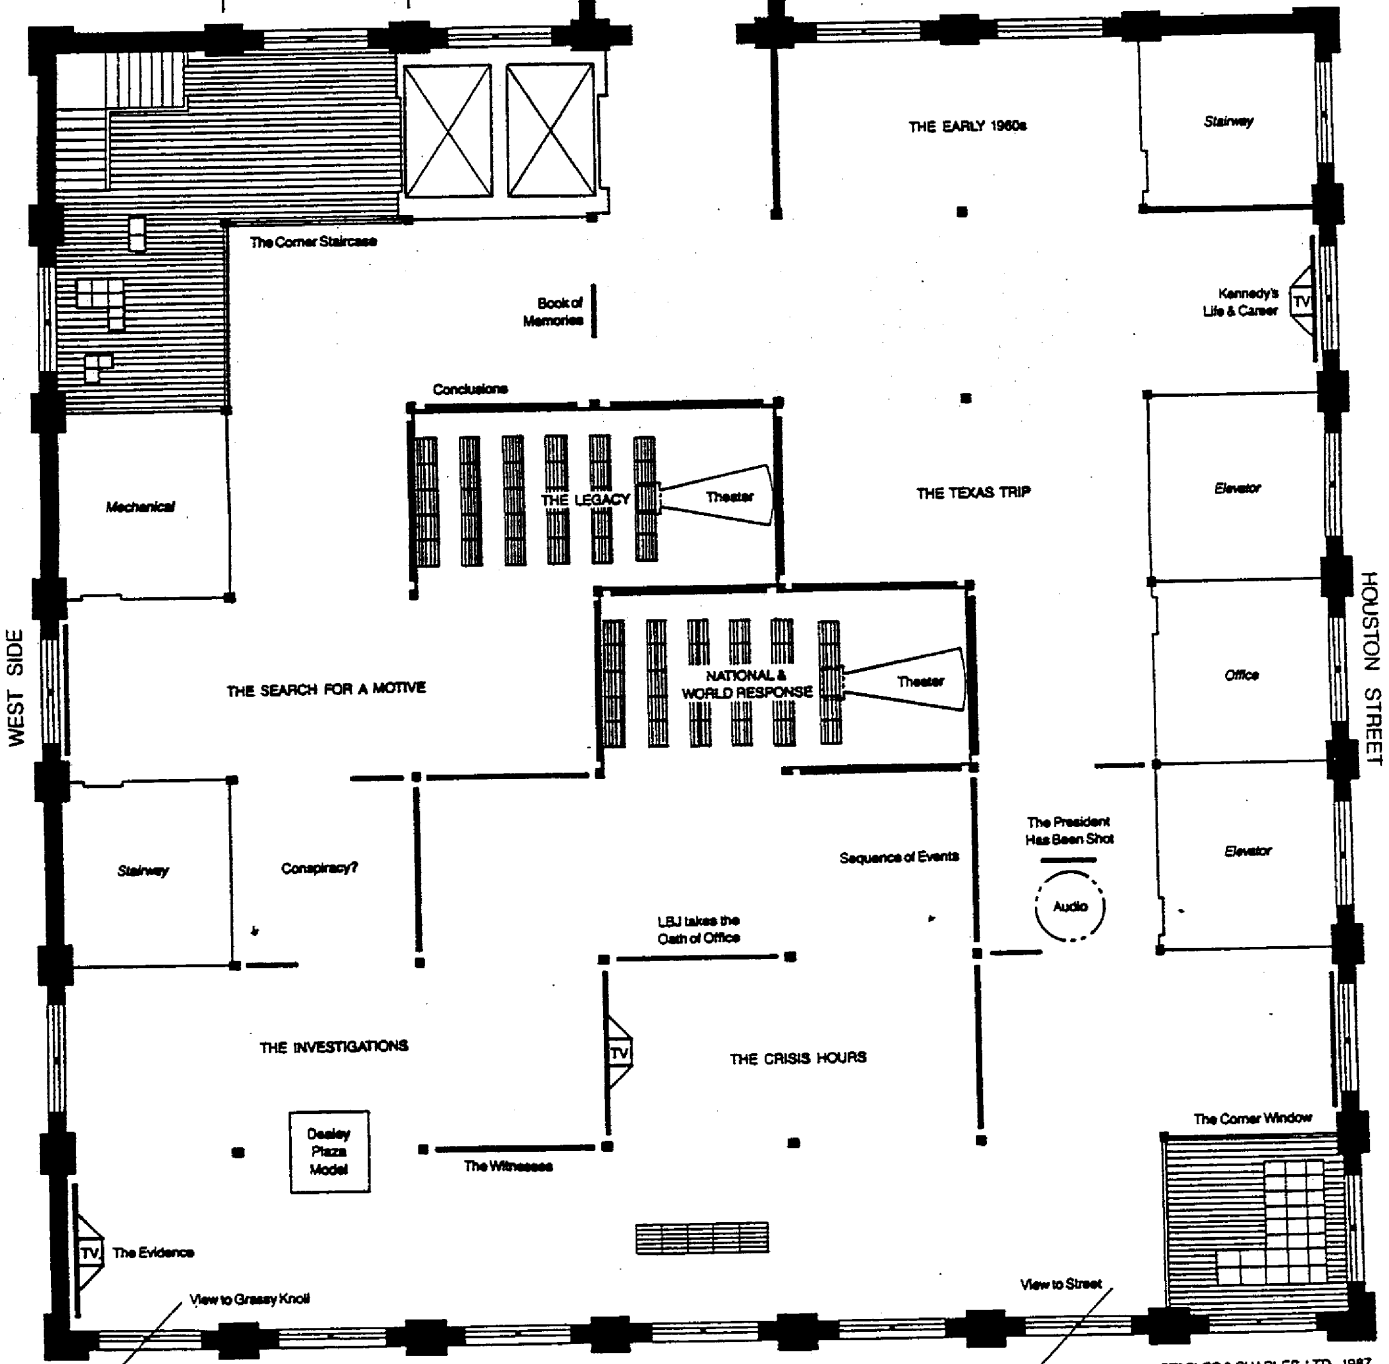 THE EARLY 1960s
Stairway
The Corner Staircase
Book of
Memories
Kennedy's
Life & Career
TV
Conclusions
Mechanical
THE LEGACY
Theater
THE TEXAS TRIP
Elevator
WEST SIDE
HOUSTON STREET
THE SEARCH FOR A MOTIVE
NATIONAL &
WORLD RESPONSE
Theater
Office
The President
Has Been Shot
Stairway
Conspiracy?
Sequence of Events
Elevator
Audio
LBJ takes the
Oath of Office
THE INVESTIGATIONS
TV
THE CRISIS HOURS
The Corner Window
Dealey
Plaza
Model
The Witnesses
TV
The Evidence
View to Grassy Knoll
View to Street